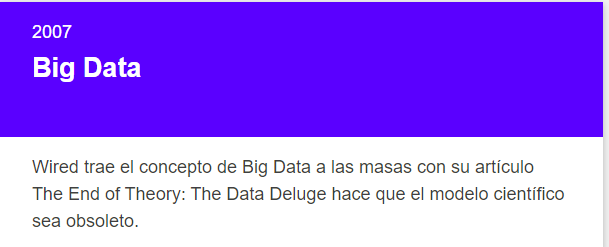 2007
Big Data
Wired trae el concepto de Big Data a las masas con su artículo
The End of Theory: The Data Deluge hace que el modelo científico
sea obsoleto.